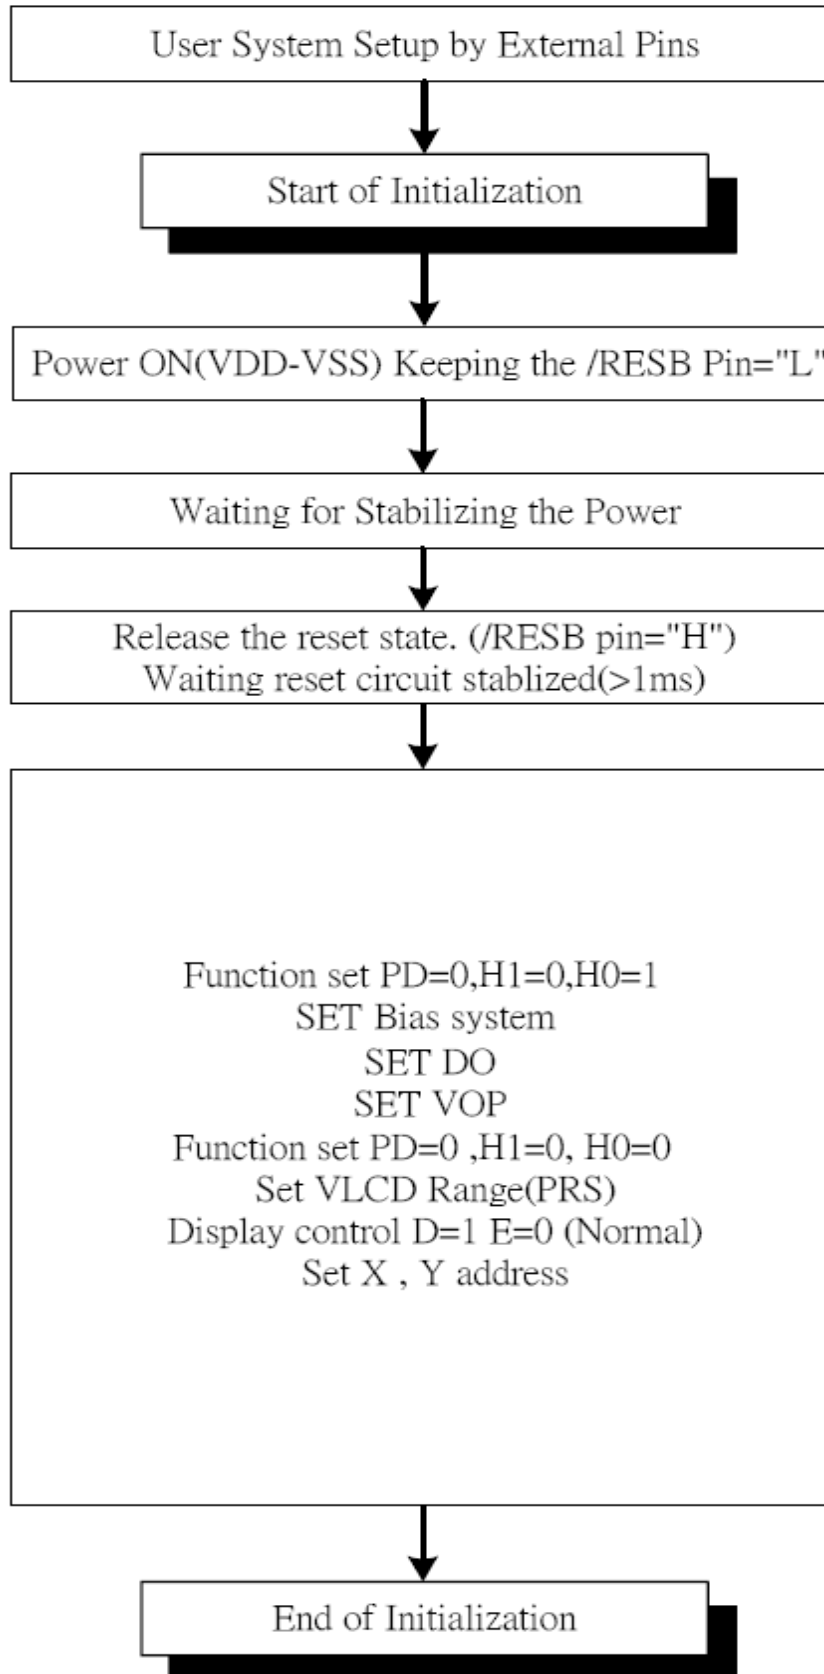 User System Setup by External Pins
Start of Initialization
Power ON(VDD-VSS) Keeping the /RESB Pin="L"
Waiting for Stabilizing the Power
Release the reset state. (/RESB pin="H")
Waiting reset circuit stablized(>1ms)
Function set PD=0,H1=0,H0=1
SET Bias system
SET DO
SET VOP
Function set PD=0 ,H1=0, H0=0
Set VLCD Range(PRS)
Display control D=1 E=0 (Normal)
Set X , Y address
End of Initialization